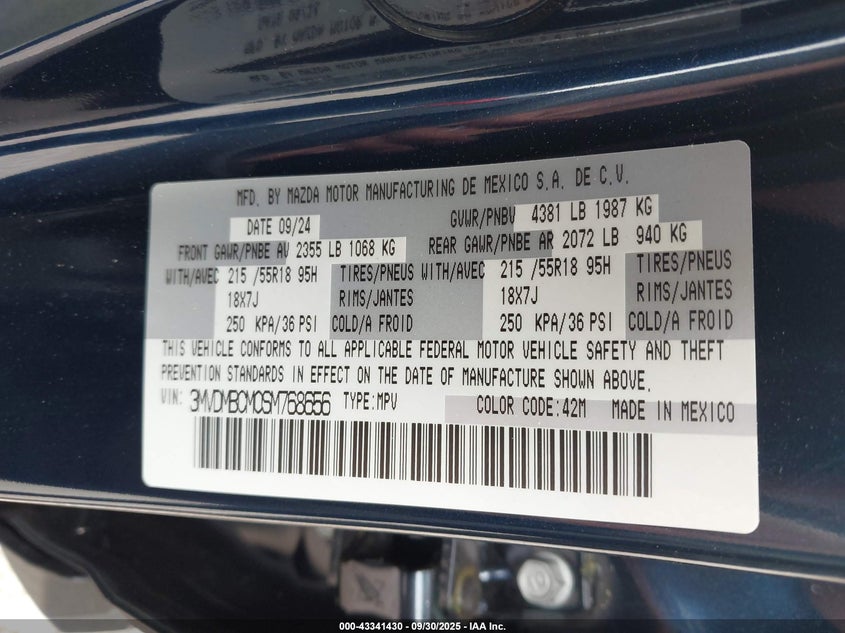 MFD. BY MAZDA MOTOR MANUFACTURING DE MEXICO S.A. DE C.V.
DATE 09/24 GVWR/PNBV 4381 LB 1987 KG
FRONT GAWR/PNBE AV 2355 LB 1068 KG REAR GAWR/PNBE AR 2072 LB 940 KG
WITH/AVEC 215 /55R18 95H TIRES/PNEUS WITH/AVEC 215 /55R18 95H TIRES/PNEUS
18X7J RIMS/JANTES 18X7J RIMS/JANTES
250 KPA/36 PSI COLD/A FROID 250 KPA/36 PSI COLD/A FROID
THIS VEHICLE CONFORMS TO ALL APPLICABLE FEDERAL MOTOR VEHICLE SAFETY AND THEFT
PREVENTION STANDARDS IN EFFECT ON THE DATE OF MANUFACTURE SHOWN ABOVE.
VIN: 3MVDMBCM0SM768656 TYPE:MPV COLOR CODE:42M MADE IN MEXICO
000-43341430 - 09/30/2025 - IAA Inc.